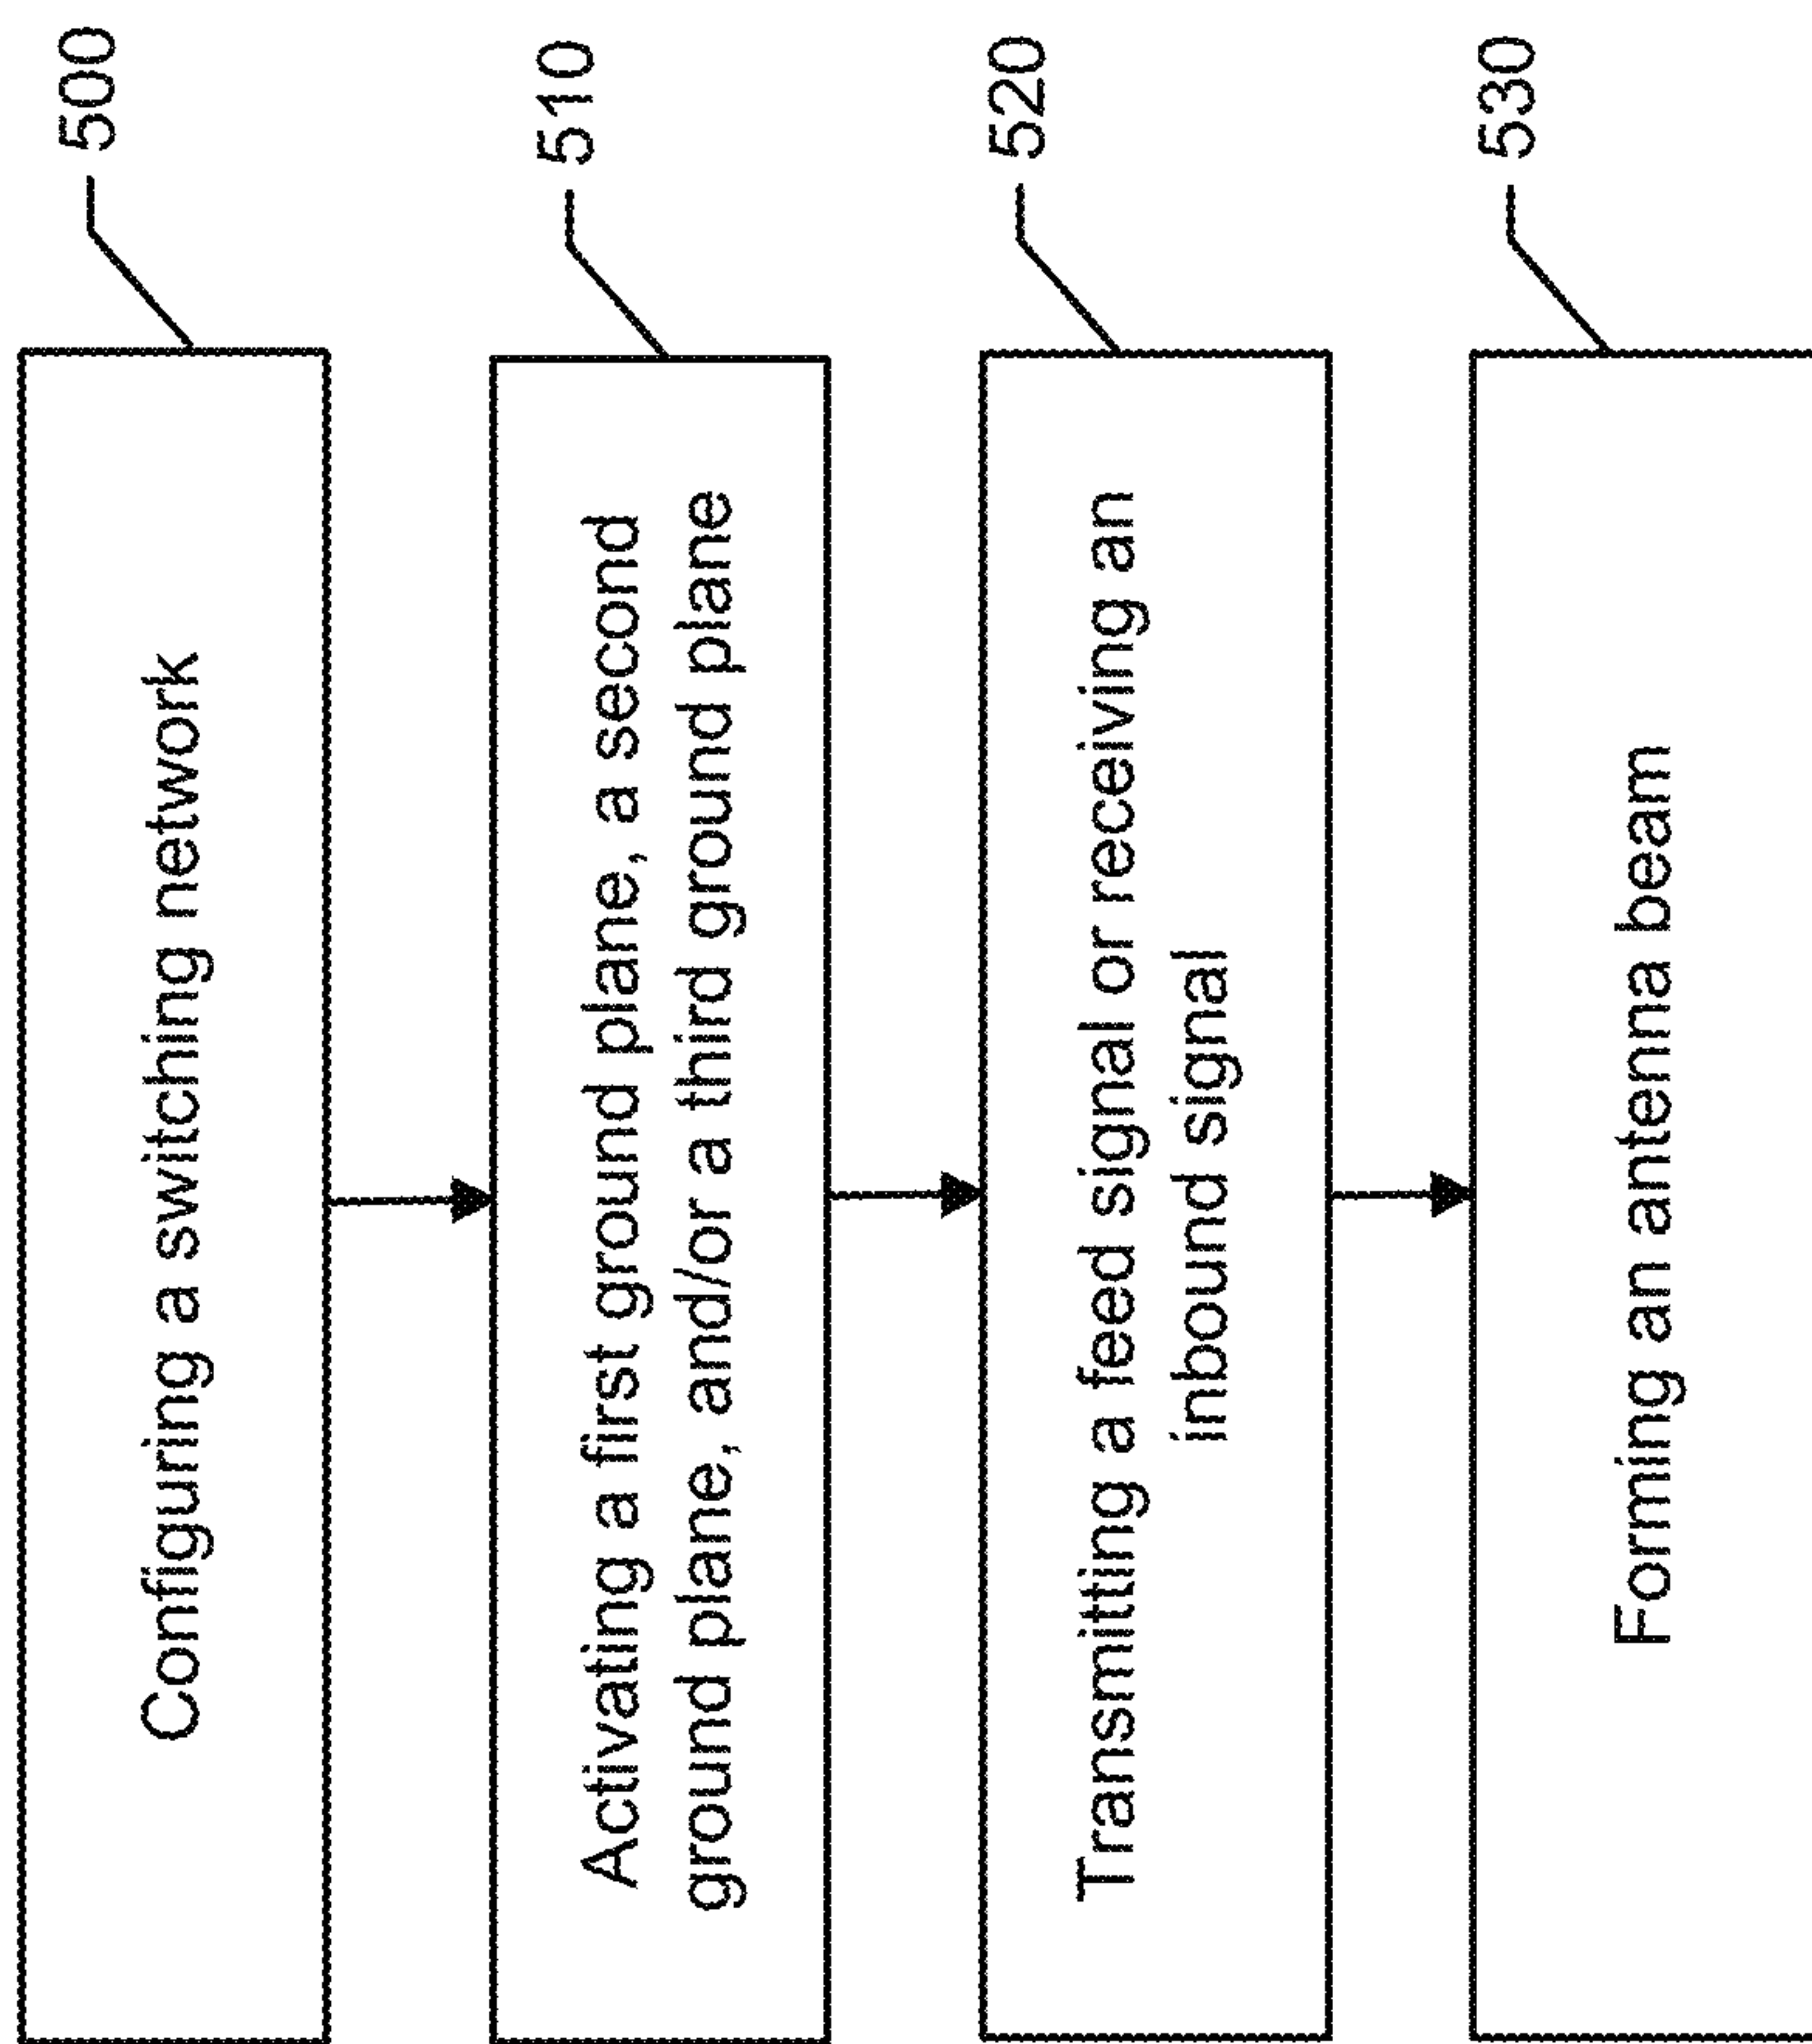 Configuring a switching network
500
Activating a first ground plane, a second
ground plane, and/or a third ground plane
510
Transmitting a feed signal or receiving an
inbound signal
520
Forming an antenna beam
530